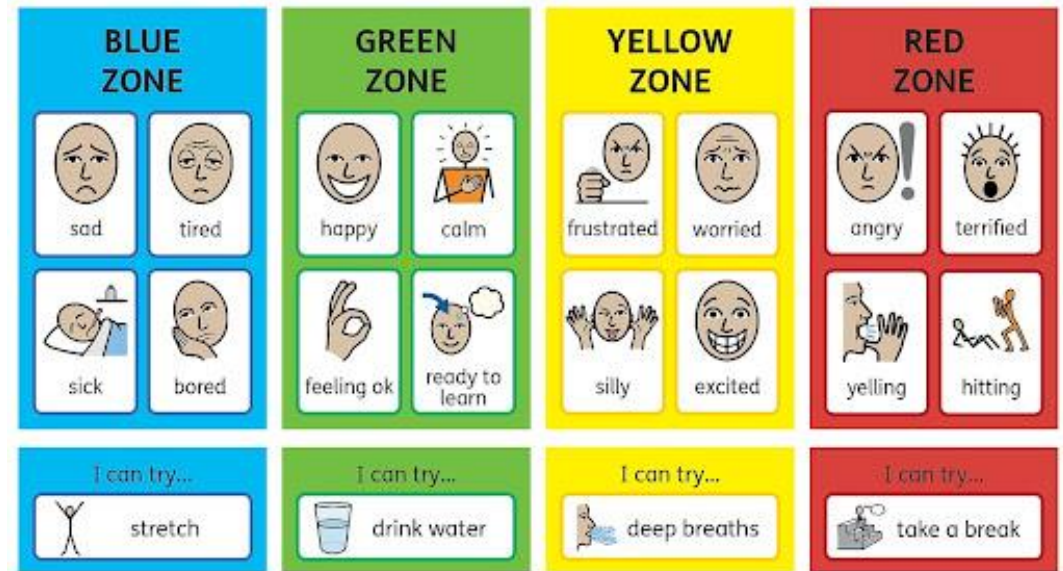 BLUE
ZONE
sad
tired
sick
bored
I can try...
stretch
GREEN
ZONE
happy
calm
feeling ok
ready to
learn
I can try...
drink water
YELLOW
ZONE
frustrated
worried
silly
excited
I can try...
deep breaths
RED
ZONE
angry
terrified
yelling
hitting
I can try...
take a break